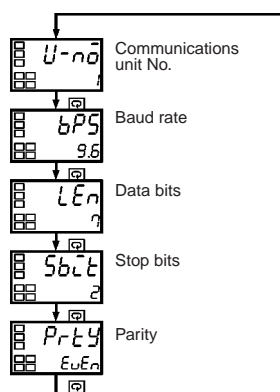 U-no
1
Communications
unit No.
bPS
9.6
Baud rate
LEn
7
Data bits
Sbit
2
Stop bits
PrtY
EvEn
Parity